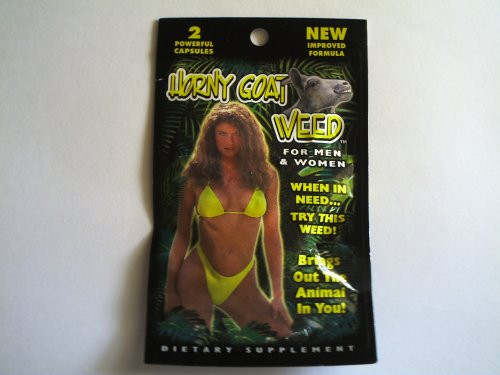 2
POWERFUL
CAPSULES
NEW
IMPROVED
FORMULA
HORNY GOAT
WEED™
FOR MEN
& WOMEN
WHEN IN
NEED...
TRY THIS
WEED!
Brings
Out The
Animal
In You!
DIETARY SUPPLEMENT